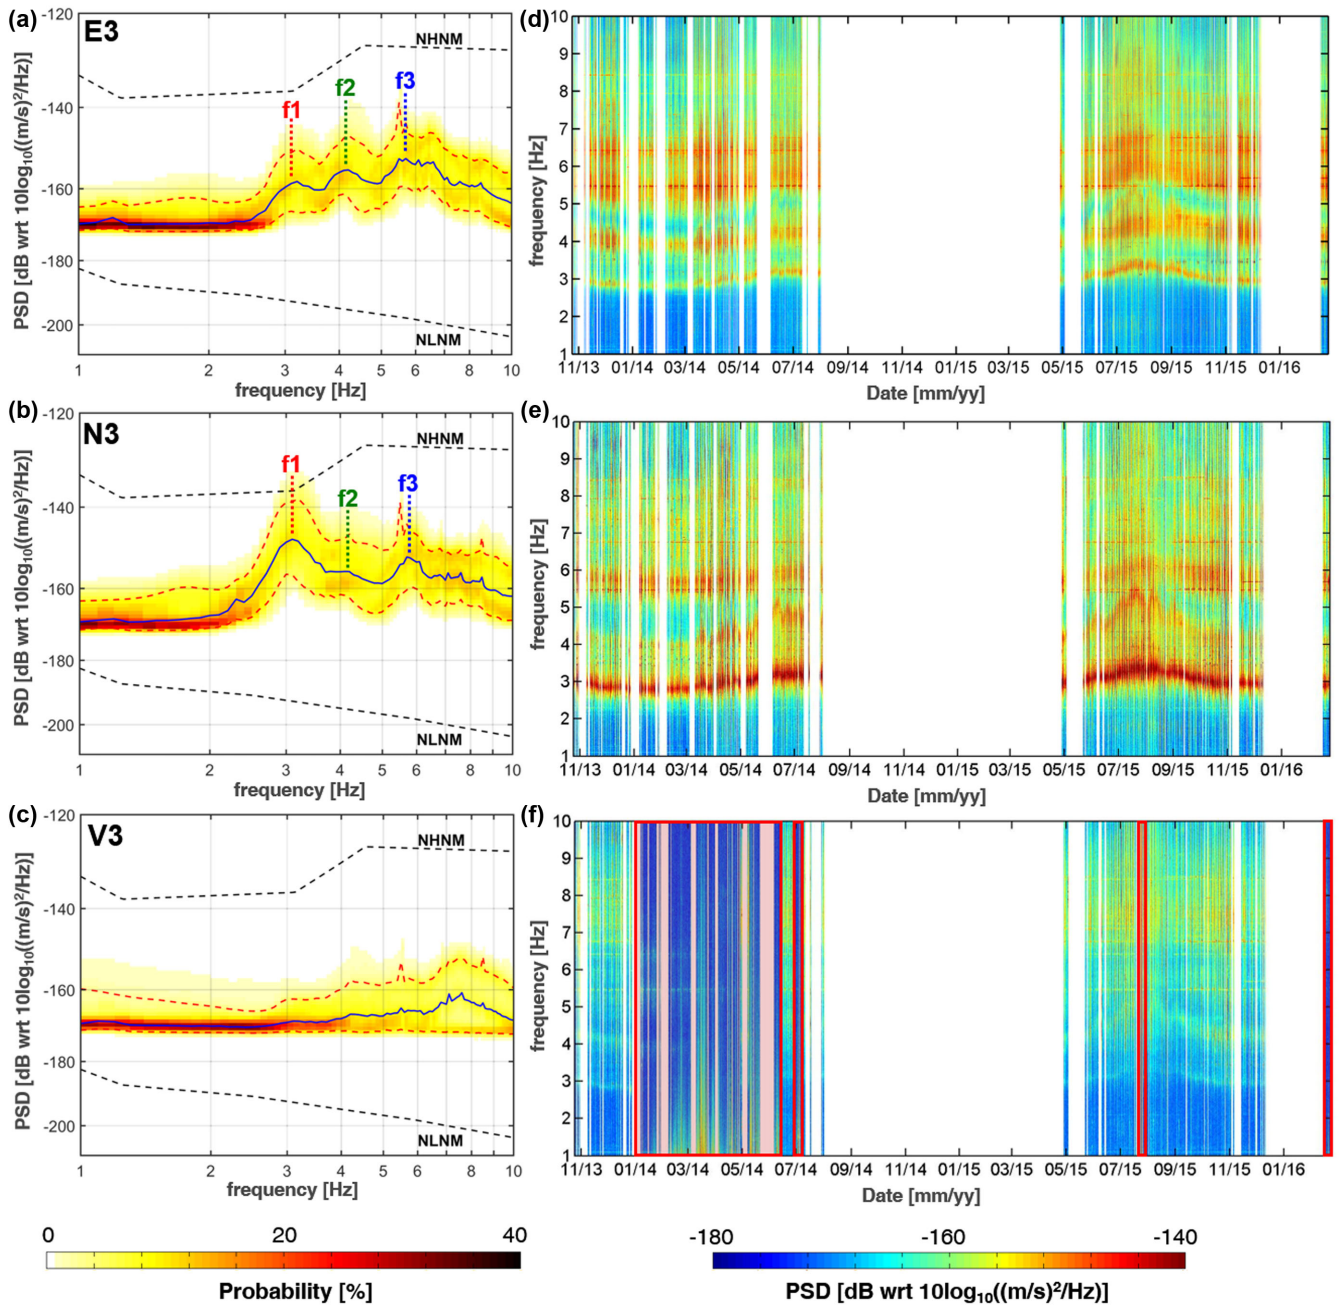 (a)
E3
NHNM
f1
f2
f3
NLNM
-120
-140
-160
-180
-200
PSD [dB wrt 10log10((m/s)²/Hz)]
1 2 3 4 5 6 7 8 10
frequency [Hz]
(d)
10
9
8
7
6
5
4
3
2
1
frequency [Hz]
11/13 01/14 03/14 05/14 07/14 09/14 11/14 01/15 03/15 05/15 07/15 09/15 11/15 01/16
Date [mm/yy]
(b)
N3
NHNM
f1
f2
f3
NLNM
-120
-140
-160
-180
-200
PSD [dB wrt 10log10((m/s)²/Hz)]
1 2 3 4 5 6 7 8 10
frequency [Hz]
(e)
10
9
8
7
6
5
4
3
2
1
frequency [Hz]
11/13 01/14 03/14 05/14 07/14 09/14 11/14 01/15 03/15 05/15 07/15 09/15 11/15 01/16
Date [mm/yy]
(c)
V3
NHNM
NLNM
-120
-140
-160
-180
-200
PSD [dB wrt 10log10((m/s)²/Hz)]
1 2 3 4 5 6 7 8 10
frequency [Hz]
(f)
10
9
8
7
6
5
4
3
2
1
frequency [Hz]
11/13 01/14 03/14 05/14 07/14 09/14 11/14 01/15 03/15 05/15 07/15 09/15 11/15 01/16
Date [mm/yy]
0 20 40
Probability [%]
-180 -160 -140
PSD [dB wrt 10log10((m/s)²/Hz)]